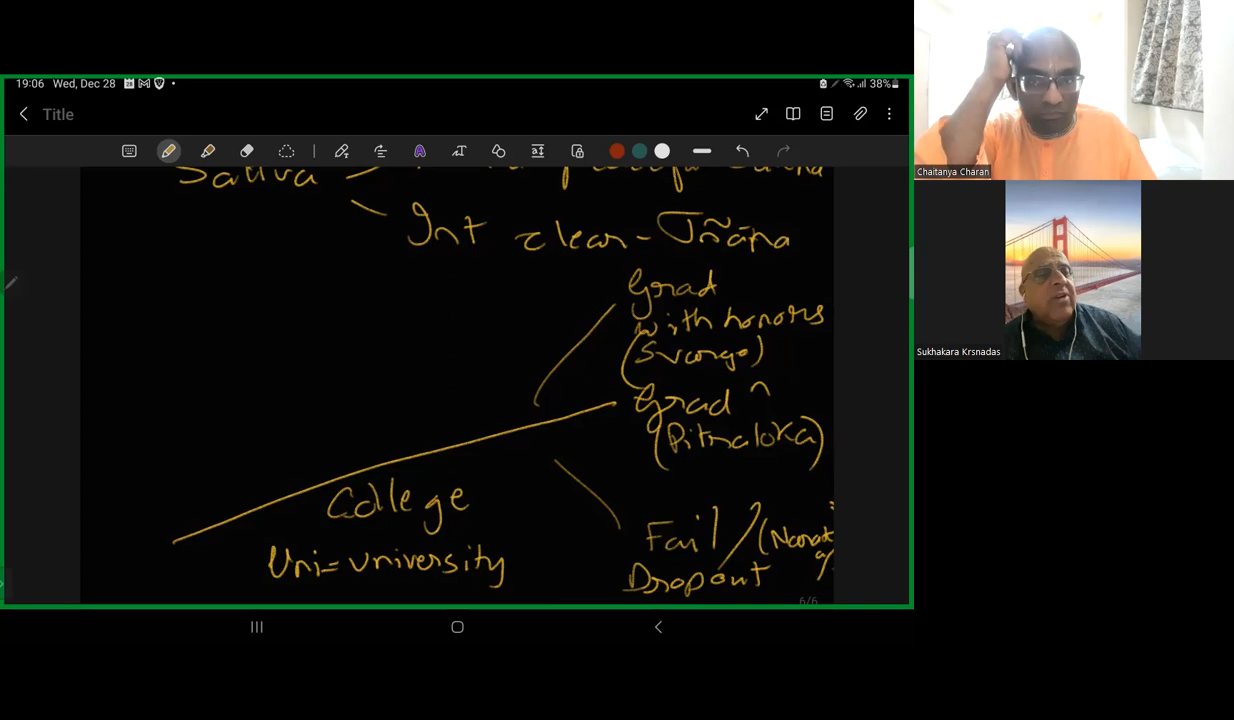 19:06 Wed, Dec 28
38%
Title
Sattva
Int clear - Jñāna
Grad
with honors
(Svarga)
Grad
(Pitraloka)
College
Uni=university
Fail/
Dropout
6/6
Chaitanya Charan
Sukhakara Krsnadas